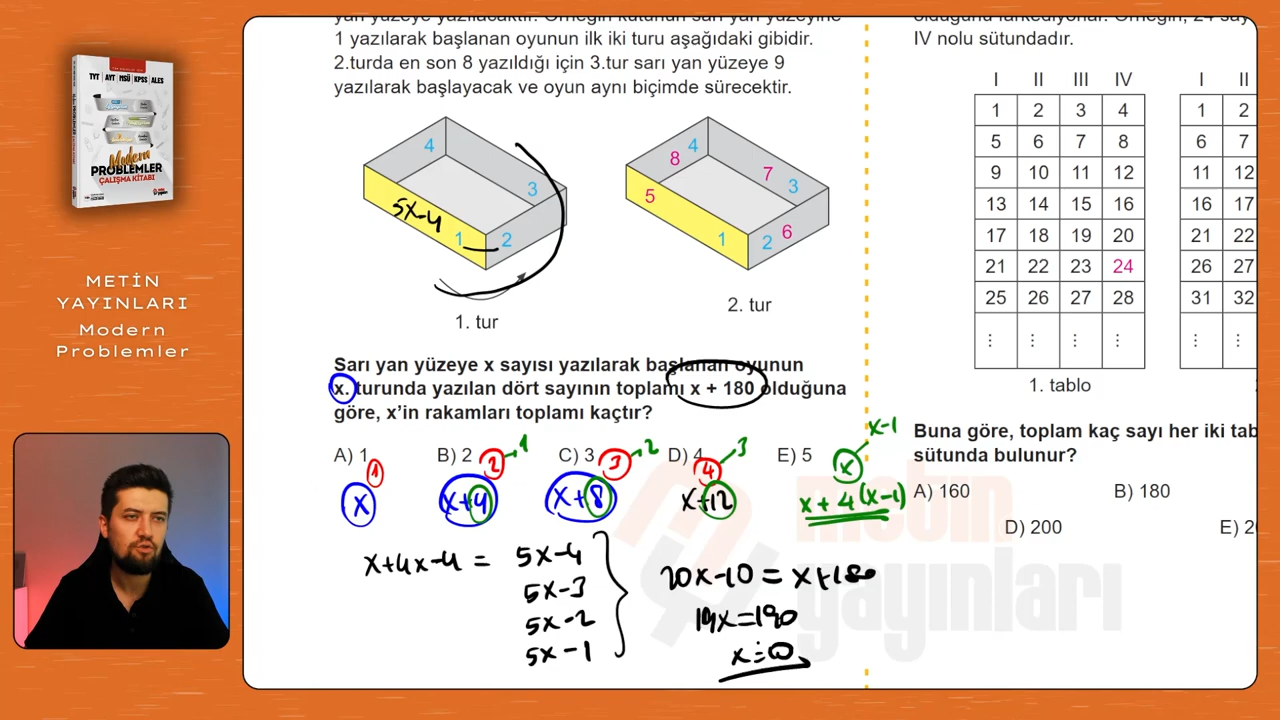 TYT | AYT | MSÜ | KPSS | ALES
Modern
PROBLEMLER
ÇALIŞMA KİTABI
METİN
YAYINLARI
Modern
Problemler
yan yüzeye yazılacaktır. Örneğin kutunun sarı yan yüzeyine
1 yazılarak başlanan oyunun ilk iki turu aşağıdaki gibidir.
2.turda en son 8 yazıldığı için 3.tur sarı yan yüzeye 9
yazılarak başlayacak ve oyun aynı biçimde sürecektir.
4
3
5x-4
1
2
1. tur
8
4
7
3
5
1
2
6
2. tur
Sarı yan yüzeye x sayısı yazılarak başlanan oyunun
x. turunda yazılan dört sayının toplamı x + 180 olduğuna
göre, x'in rakamları toplamı kaçtır?
A) 1
B) 2
C) 3
D) 4
E) 5
1
2
1
3
2
4
3
x
x-1
x
x+4
x+8
x+12
x+4(x-1)
x+4x-4 = 5x-4
5x-3
5x-2
5x-1
20x-10=x+180
19x=190
olduğunu farkediyor. Örneğin, 24 say
IV nolu sütundadır.
I II III IV
1 2 3 4
5 6 7 8
9 10 11 12
13 14 15 16
17 18 19 20
21 22 23 24
25 26 27 28
⋮ ⋮ ⋮ ⋮
1. tablo
I II
1 2
6 7
11 12
16 17
21 22
26 27
31 32
⋮ ⋮
Buna göre, toplam kaç sayı her iki tab
sütunda bulunur?
A) 160
B) 180
D) 200
metin
yayınları